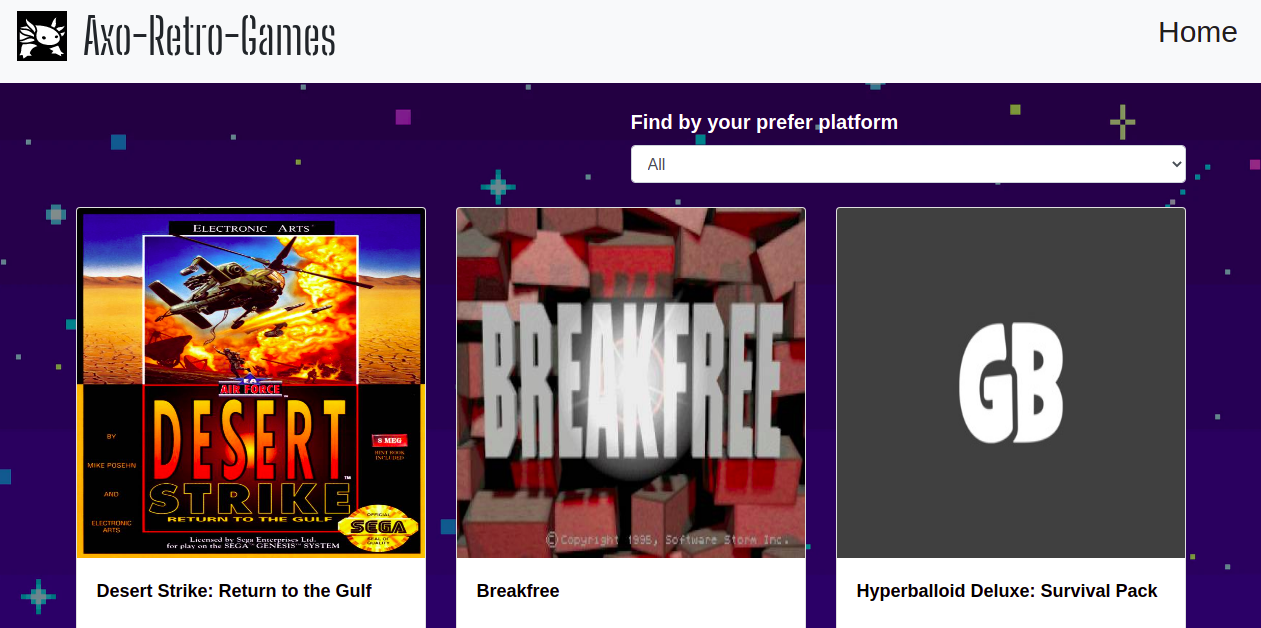 Axo-Retro-Games
Home
Find by your prefer platform
All
ELECTRONIC ARTS
AIR FORCE
DESERT
STRIKE
RETURN TO THE GULF
BY
MIKE POSEHN
AND
ELECTRONIC
ARTS
8 MEG
HINT BOOK
INCLUDED
™
OFFICIAL
SEGA
SEAL OF
QUALITY
Licensed by Sega Enterprises Ltd.
for play on the SEGA™ GENESIS™ SYSTEM
BREAKFREE
©Copyright 1995, Software Storm Inc.
GB
Desert Strike: Return to the Gulf
Breakfree
Hyperballoid Deluxe: Survival Pack